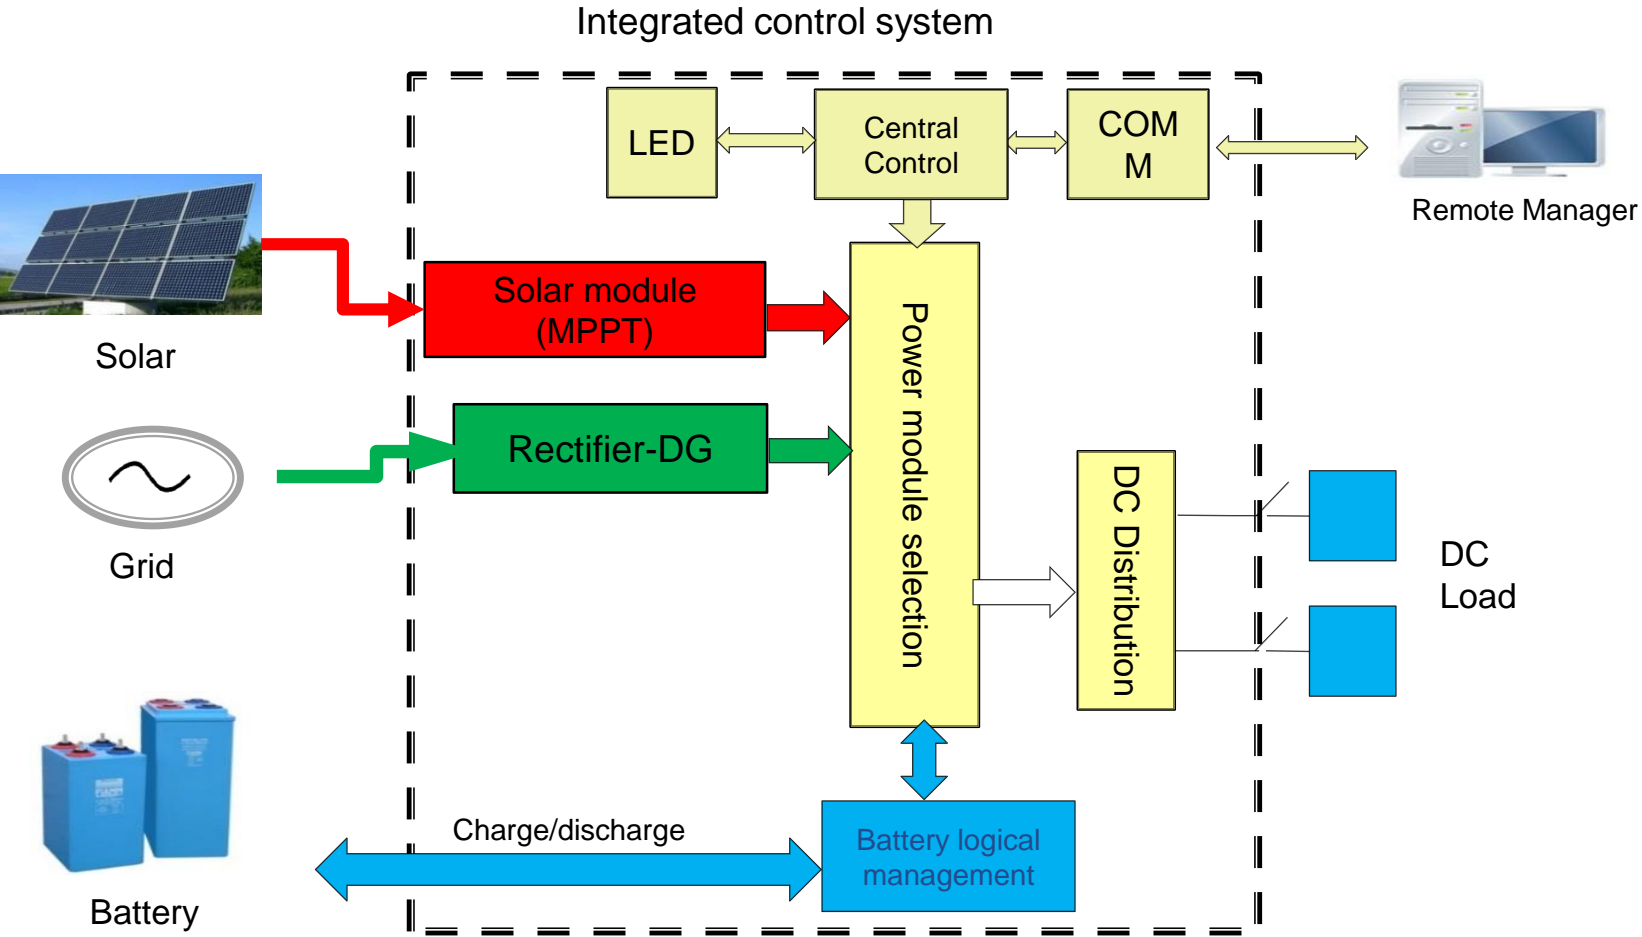 Integrated control system
LED
Central
Control
COM
M
Remote Manager
Solar module
(MPPT)
Solar
Rectifier-DG
Power module selection
DC Distribution
Grid
DC
Load
Charge/discharge
Battery logical
management
Battery